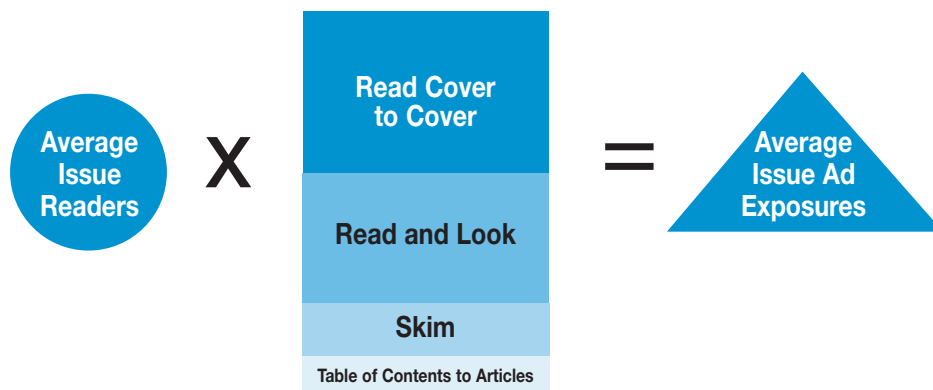 Average
Issue
Readers
X
Read Cover
to Cover
Read and Look
Skim
Table of Contents to Articles
=
Average
Issue Ad
Exposures